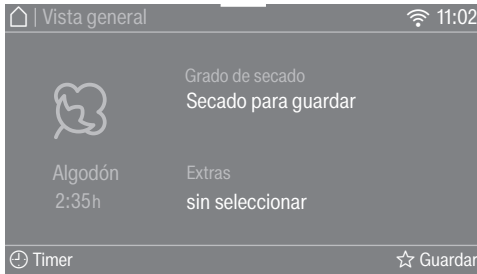 | Vista general
11:02
Grado de secado
Secado para guardar
Algodón
2:35h
Extras
sin seleccionar
Timer
Guardar